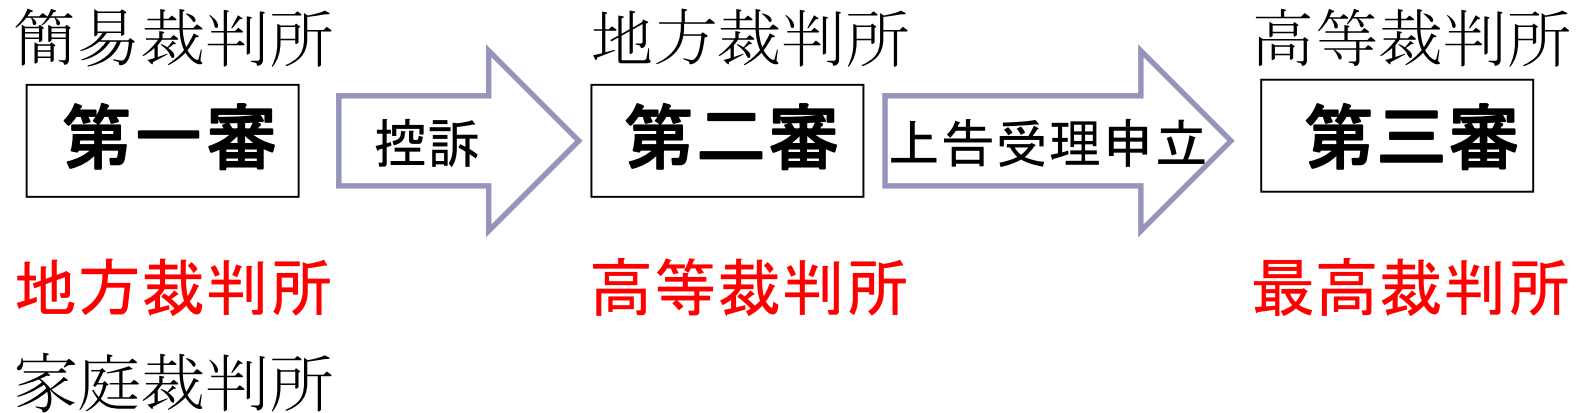 簡易裁判所
地方裁判所
高等裁判所
第一審
控訴
第二審
上告受理申立
第三審
地方裁判所
高等裁判所
最高裁判所
家庭裁判所